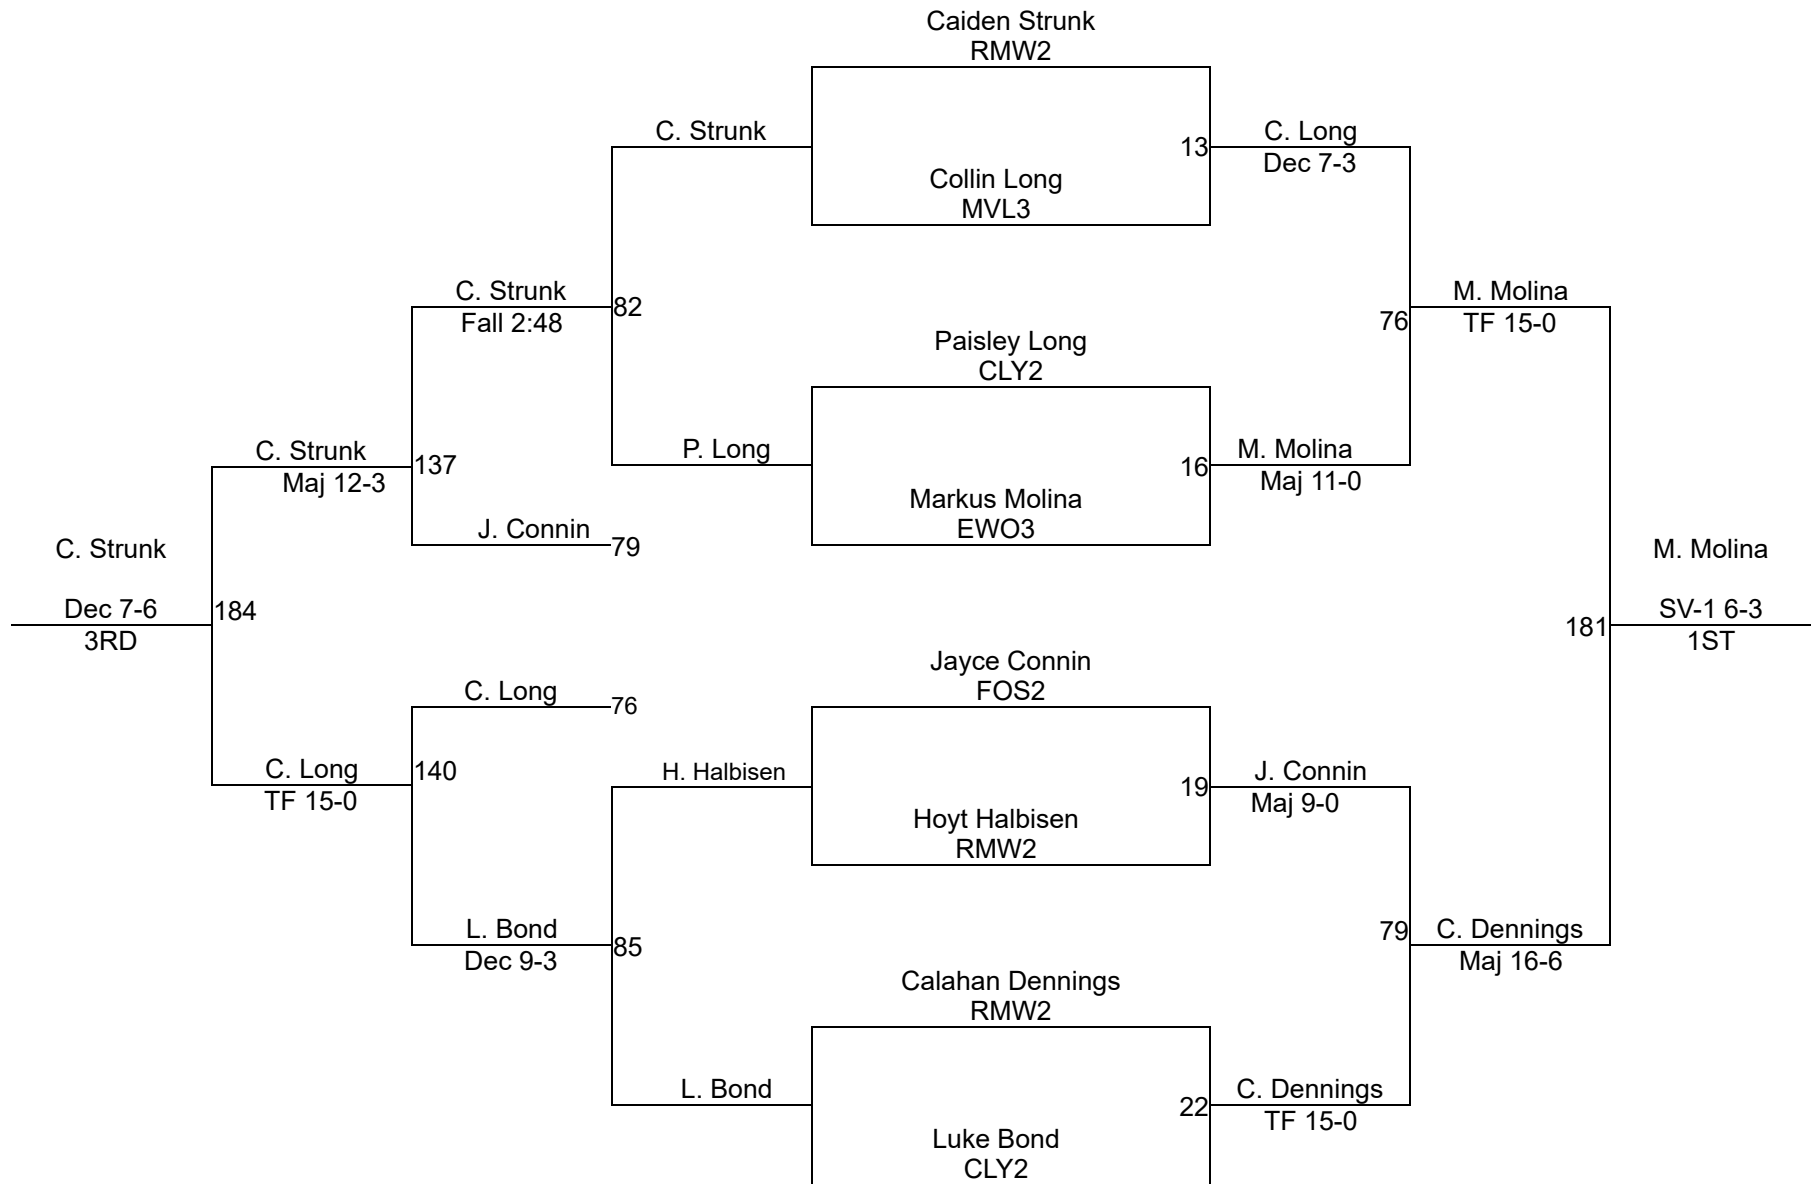 Caiden Strunk
RMW2
C. Strunk
13
C. Long
Dec 7-3
Collin Long
MVL3
C. Strunk
Fall 2:48
82
M. Molina
TF 15-0
76
Paisley Long
CLY2
C. Strunk
Maj 12-3
137
P. Long
16
M. Molina
Maj 11-0
Markus Molina
EWO3
J. Connin
79
C. Strunk
Dec 7-6
3RD
184
M. Molina
SV-1 6-3
1ST
181
Jayce Connin
FOS2
C. Long
76
C. Long
TF 15-0
140
H. Halbisen
19
J. Connin
Maj 9-0
Hoyt Halbisen
RMW2
L. Bond
Dec 9-3
85
79
C. Dennings
Maj 16-6
Calahan Dennings
RMW2
L. Bond
22
C. Dennings
TF 15-0
Luke Bond
CLY2